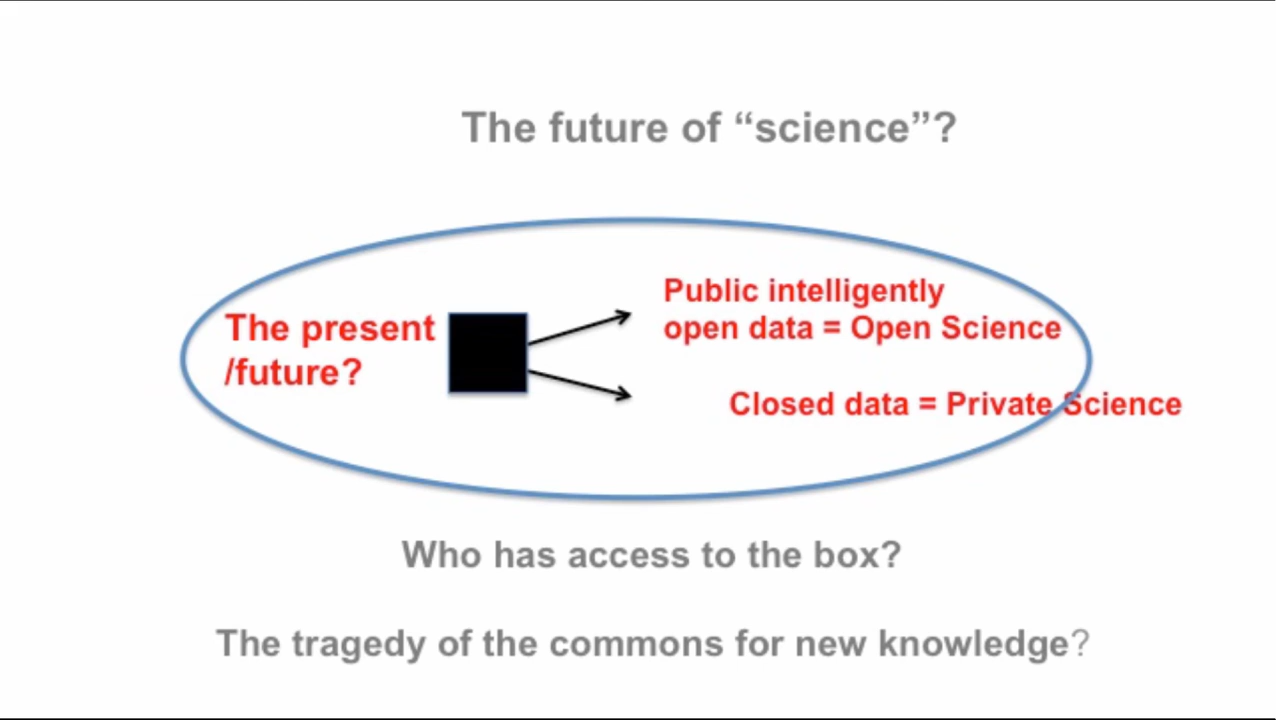 The future of “science”?
The present
/future?
Public intelligently
open data = Open Science
Closed data = Private Science
Who has access to the box?
The tragedy of the commons for new knowledge?